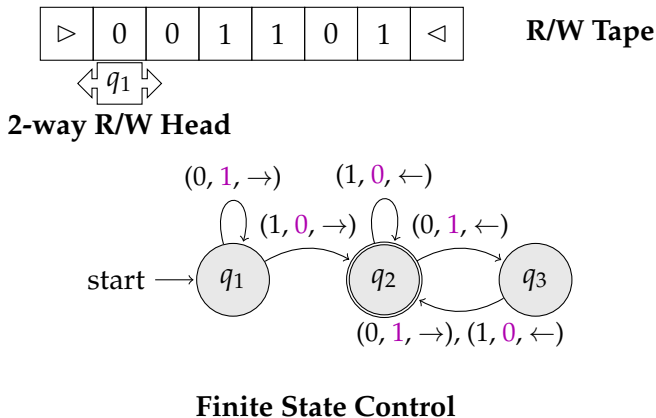 ▷ 0 0 1 1 0 1 ◁ R/W Tape
q₁
2-way R/W Head
(0, 1, →) (1, 0, ←)
(1, 0, →) (0, 1, ←)
start q₁ q₂ q₃
(0, 1, →), (1, 0, ←)
Finite State Control